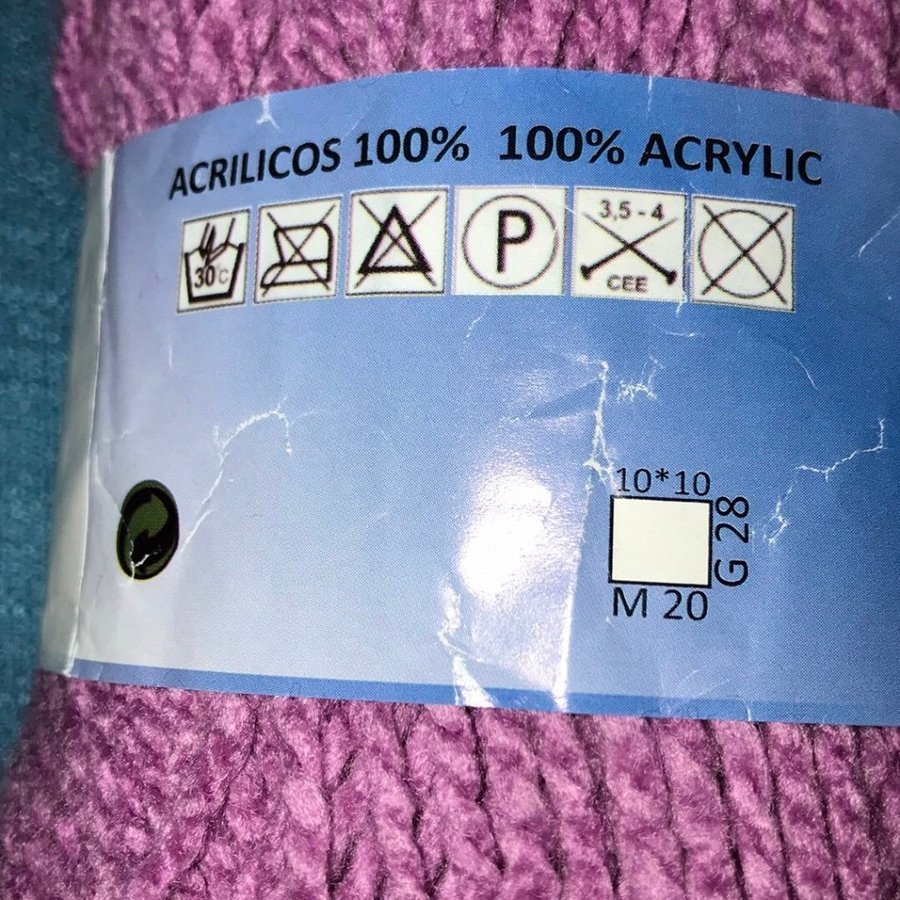 ACRILICOS 100% 100% ACRYLIC
30 C
P
3,5 - 4
CEE
10*10
G 28
M 20